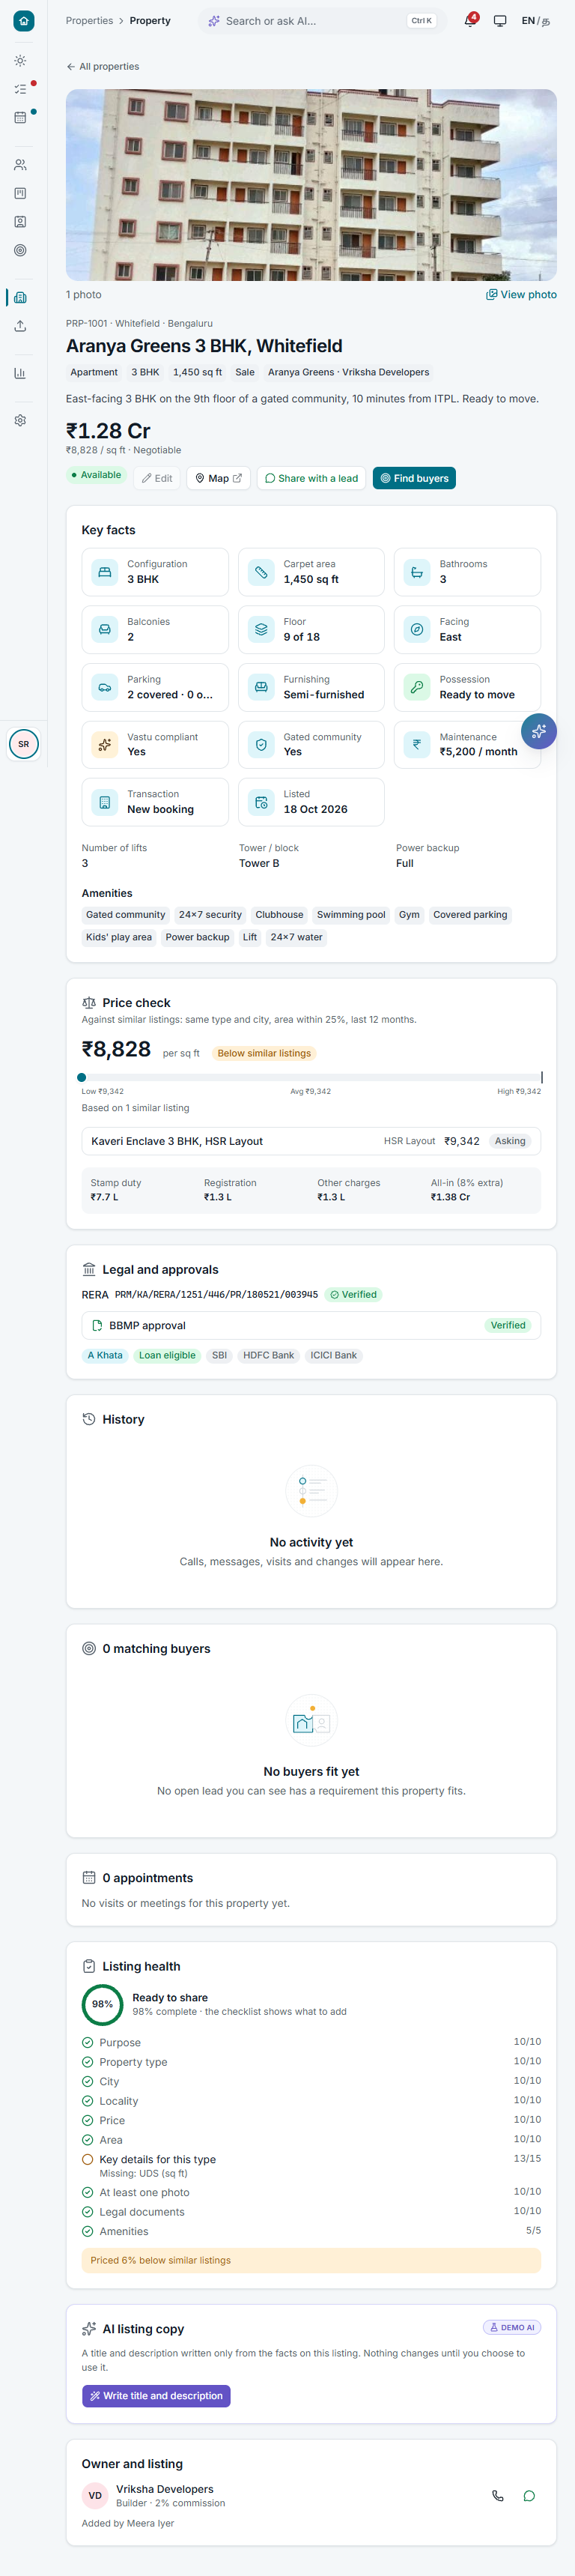 Properties > Property
Search or ask AI...
Ctrl K
4
EN / த
← All properties
1 photo
View photo
PRP-1001 · Whitefield · Bengaluru
Aranya Greens 3 BHK, Whitefield
Apartment 3 BHK 1,450 sq ft Sale Aranya Greens · Vriksha Developers
East-facing 3 BHK on the 9th floor of a gated community, 10 minutes from ITPL. Ready to move.
₹1.28 Cr
₹8,828 / sq ft · Negotiable
Available Edit Map Share with a lead Find buyers
Key facts
Configuration
3 BHK
Carpet area
1,450 sq ft
Bathrooms
3
Balconies
2
Floor
9 of 18
Facing
East
Parking
2 covered · 0 o...
Furnishing
Semi-furnished
Possession
Ready to move
Vastu compliant
Yes
Gated community
Yes
Maintenance
₹5,200 / month
SR
Transaction
New booking
Listed
18 Oct 2026
Number of lifts
3
Tower / block
Tower B
Power backup
Full
Amenities
Gated community 24×7 security Clubhouse Swimming pool Gym Covered parking
Kids' play area Power backup Lift 24×7 water
Price check
Against similar listings: same type and city, area within 25%, last 12 months.
₹8,828 per sq ft Below similar listings
Low ₹9,342 Avg ₹9,342 High ₹9,342
Based on 1 similar listing
Kaveri Enclave 3 BHK, HSR Layout HSR Layout ₹9,342 Asking
Stamp duty
₹7.7 L
Registration
₹1.3 L
Other charges
₹1.3 L
All-in (8% extra)
₹1.38 Cr
Legal and approvals
RERA PRM/KA/RERA/1251/446/PR/180521/003945 Verified
BBMP approval Verified
A Khata Loan eligible SBI HDFC Bank ICICI Bank
History
No activity yet
Calls, messages, visits and changes will appear here.
0 matching buyers
No buyers fit yet
No open lead you can see has a requirement this property fits.
0 appointments
No visits or meetings for this property yet.
Listing health
98%
Ready to share
98% complete · the checklist shows what to add
Purpose 10/10
Property type 10/10
City 10/10
Locality 10/10
Price 10/10
Area 10/10
Key details for this type 13/15
Missing: UDS (sq ft)
At least one photo 10/10
Legal documents 10/10
Amenities 5/5
Priced 6% below similar listings
AI listing copy
DEMO AI
A title and description written only from the facts on this listing. Nothing changes until you choose to
use it.
Write title and description
Owner and listing
VD
Vriksha Developers
Builder · 2% commission
Added by Meera Iyer